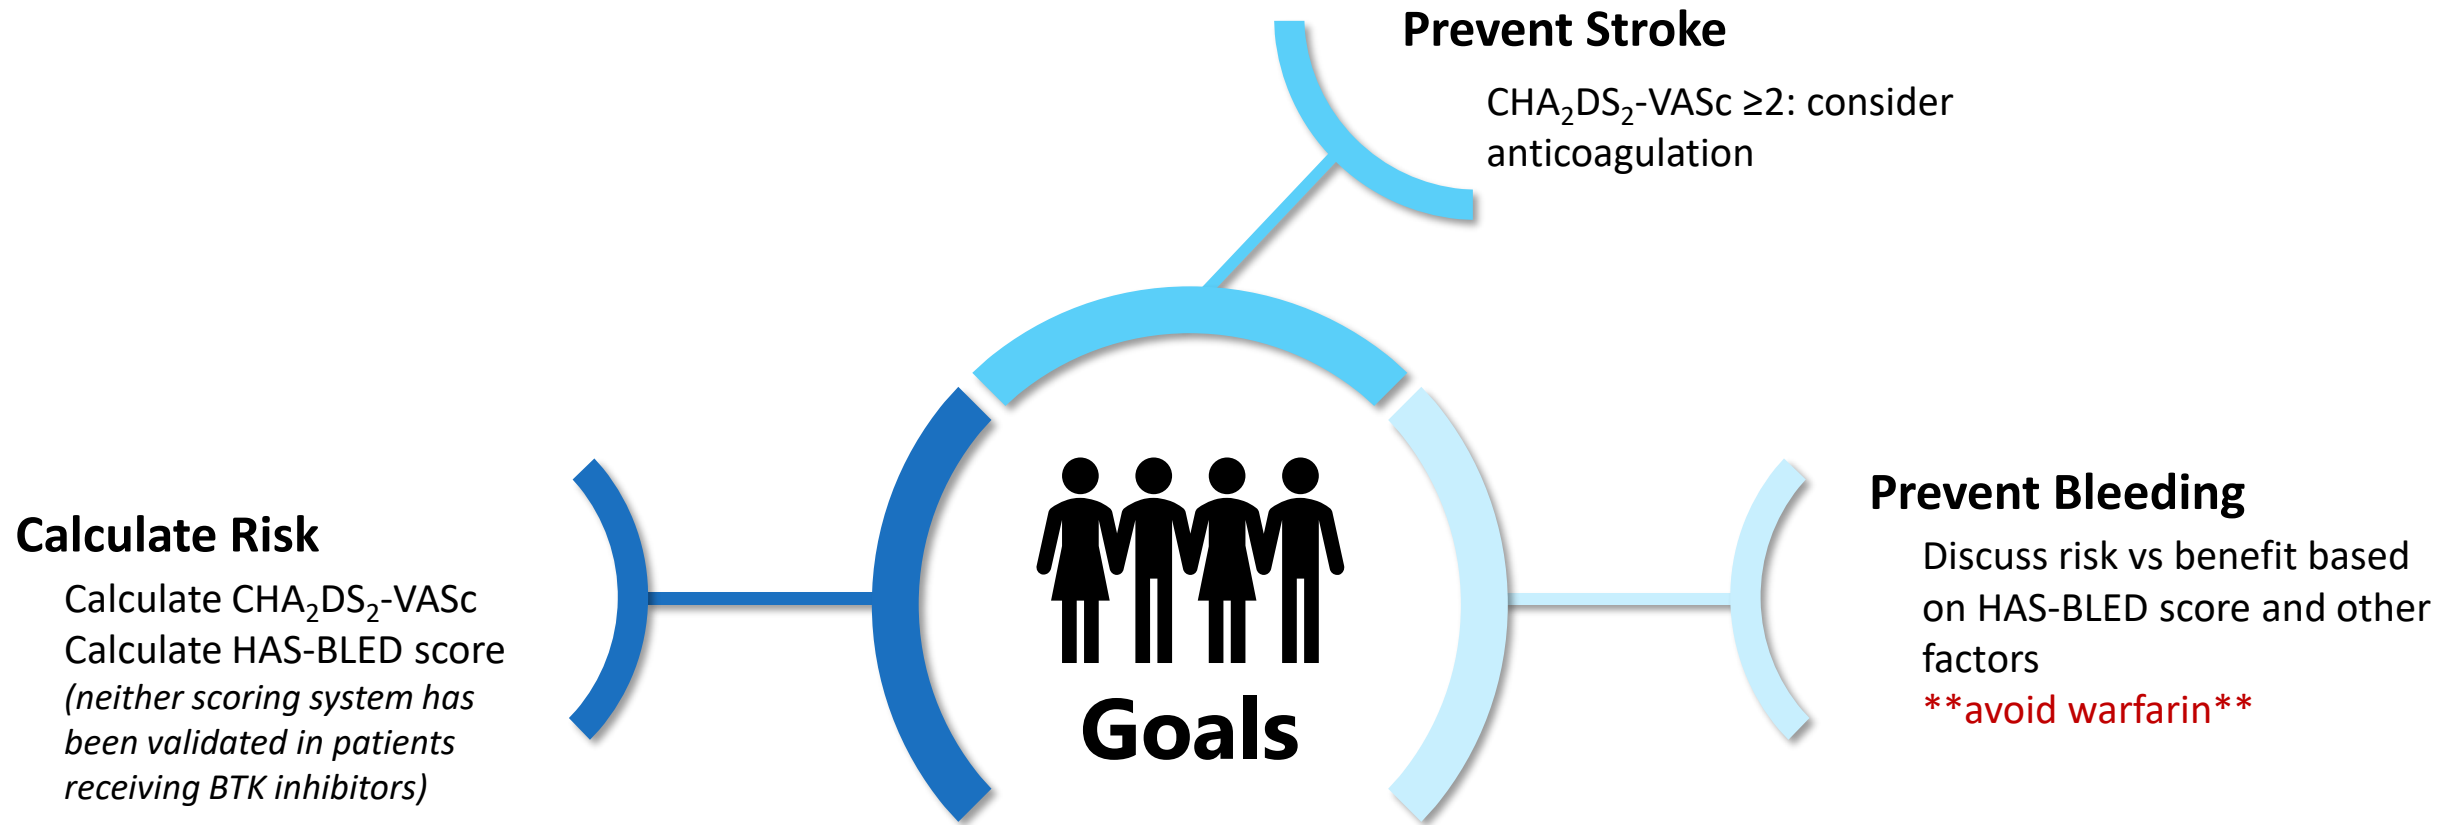 Prevent Stroke
CHA₂DS₂-VASc ≥2: consider
anticoagulation
Calculate Risk
Calculate CHA₂DS₂-VASc
Calculate HAS-BLED score
(neither scoring system has
been validated in patients
receiving BTK inhibitors)
Goals
Prevent Bleeding
Discuss risk vs benefit based
on HAS-BLED score and other
factors
**avoid warfarin**